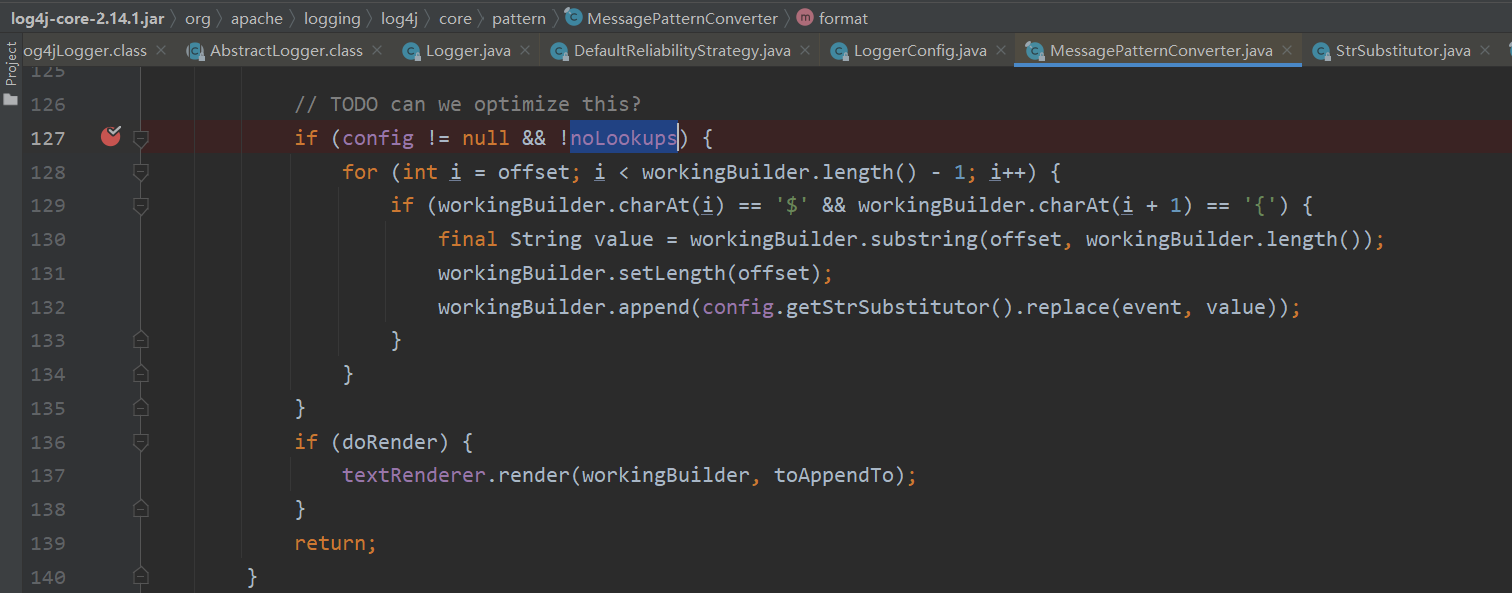 log4j-core-2.14.1.jar org apache logging log4j core pattern MessagePatternConverter format
og4jLogger.class AbstractLogger.class Logger.java DefaultReliabilityStrategy.java LoggerConfig.java MessagePatternConverter.java StrSubstitutor.java
Project
125
126 // TODO can we optimize this?
127 if (config != null && !noLookups) {
128 for (int i = offset; i < workingBuilder.length() - 1; i++) {
129 if (workingBuilder.charAt(i) == '$' && workingBuilder.charAt(i + 1) == '{') {
130 final String value = workingBuilder.substring(offset, workingBuilder.length());
131 workingBuilder.setLength(offset);
132 workingBuilder.append(config.getStrSubstitutor().replace(event, value));
133 }
134 }
135 }
136 if (doRender) {
137 textRenderer.render(workingBuilder, toAppendTo);
138 }
139 return;
140 }